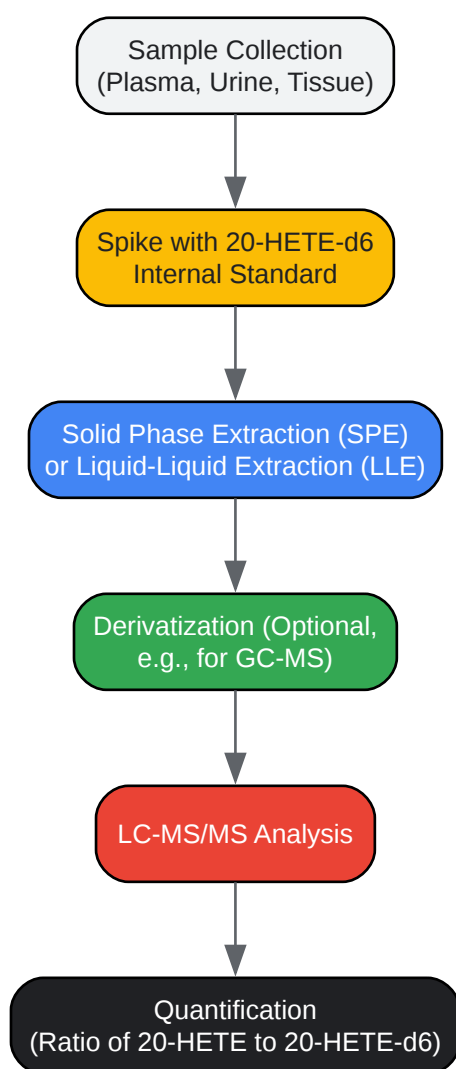 Sample Collection
(Plasma, Urine, Tissue)
Spike with 20-HETE-d6
Internal Standard
Solid Phase Extraction (SPE)
or Liquid-Liquid Extraction (LLE)
Derivatization (Optional,
e.g., for GC-MS)
LC-MS/MS Analysis
Quantification
(Ratio of 20-HETE to 20-HETE-d6)